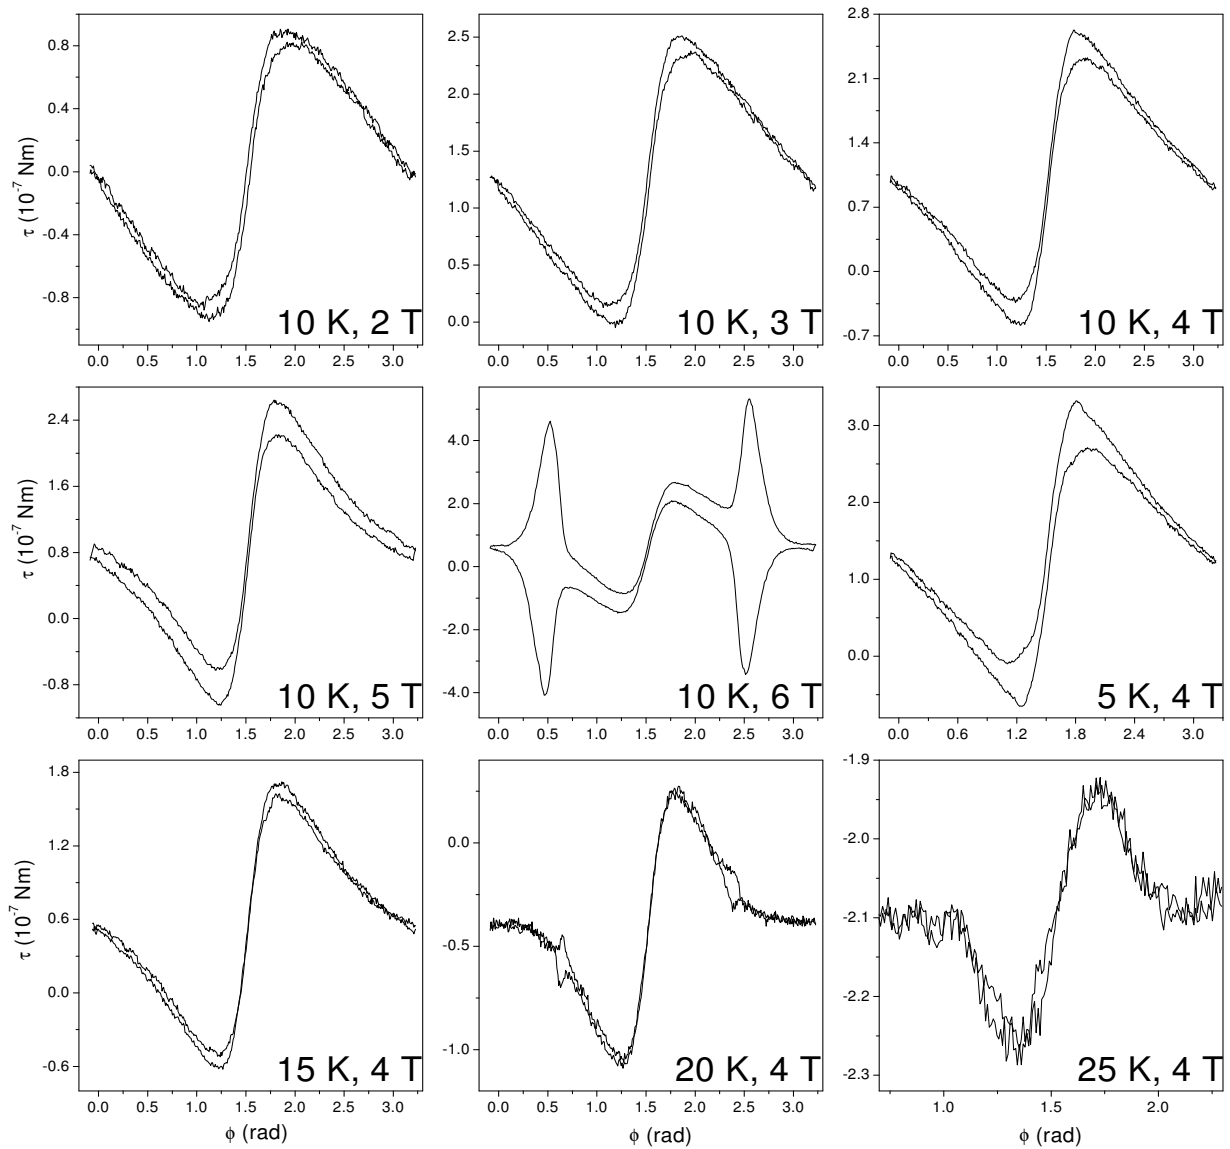 0.8
0.4
0.0
-0.4
-0.8
τ (10⁻⁷ Nm)
0.0 0.5 1.0 1.5 2.0 2.5 3.0
10 K, 2 T
2.5
2.0
1.5
1.0
0.5
0.0
0.0 0.5 1.0 1.5 2.0 2.5 3.0
10 K, 3 T
2.8
2.1
1.4
0.7
0.0
-0.7
0.0 0.5 1.0 1.5 2.0 2.5 3.0
10 K, 4 T
2.4
1.6
0.8
0.0
-0.8
τ (10⁻⁷ Nm)
0.0 0.5 1.0 1.5 2.0 2.5 3.0
10 K, 5 T
4.0
2.0
0.0
-2.0
-4.0
0.0 0.5 1.0 1.5 2.0 2.5 3.0
10 K, 6 T
3.0
2.0
1.0
0.0
0.0 0.6 1.2 1.8 2.4 3.0
5 K, 4 T
1.8
1.2
0.6
0.0
-0.6
τ (10⁻⁷ Nm)
15 K, 4 T
0.0 0.5 1.0 1.5 2.0 2.5 3.0
ϕ (rad)
0.0
-0.5
-1.0
20 K, 4 T
0.0 0.5 1.0 1.5 2.0 2.5 3.0
ϕ (rad)
-1.9
-2.0
-2.1
-2.2
-2.3
25 K, 4 T
1.0 1.5 2.0
ϕ (rad)